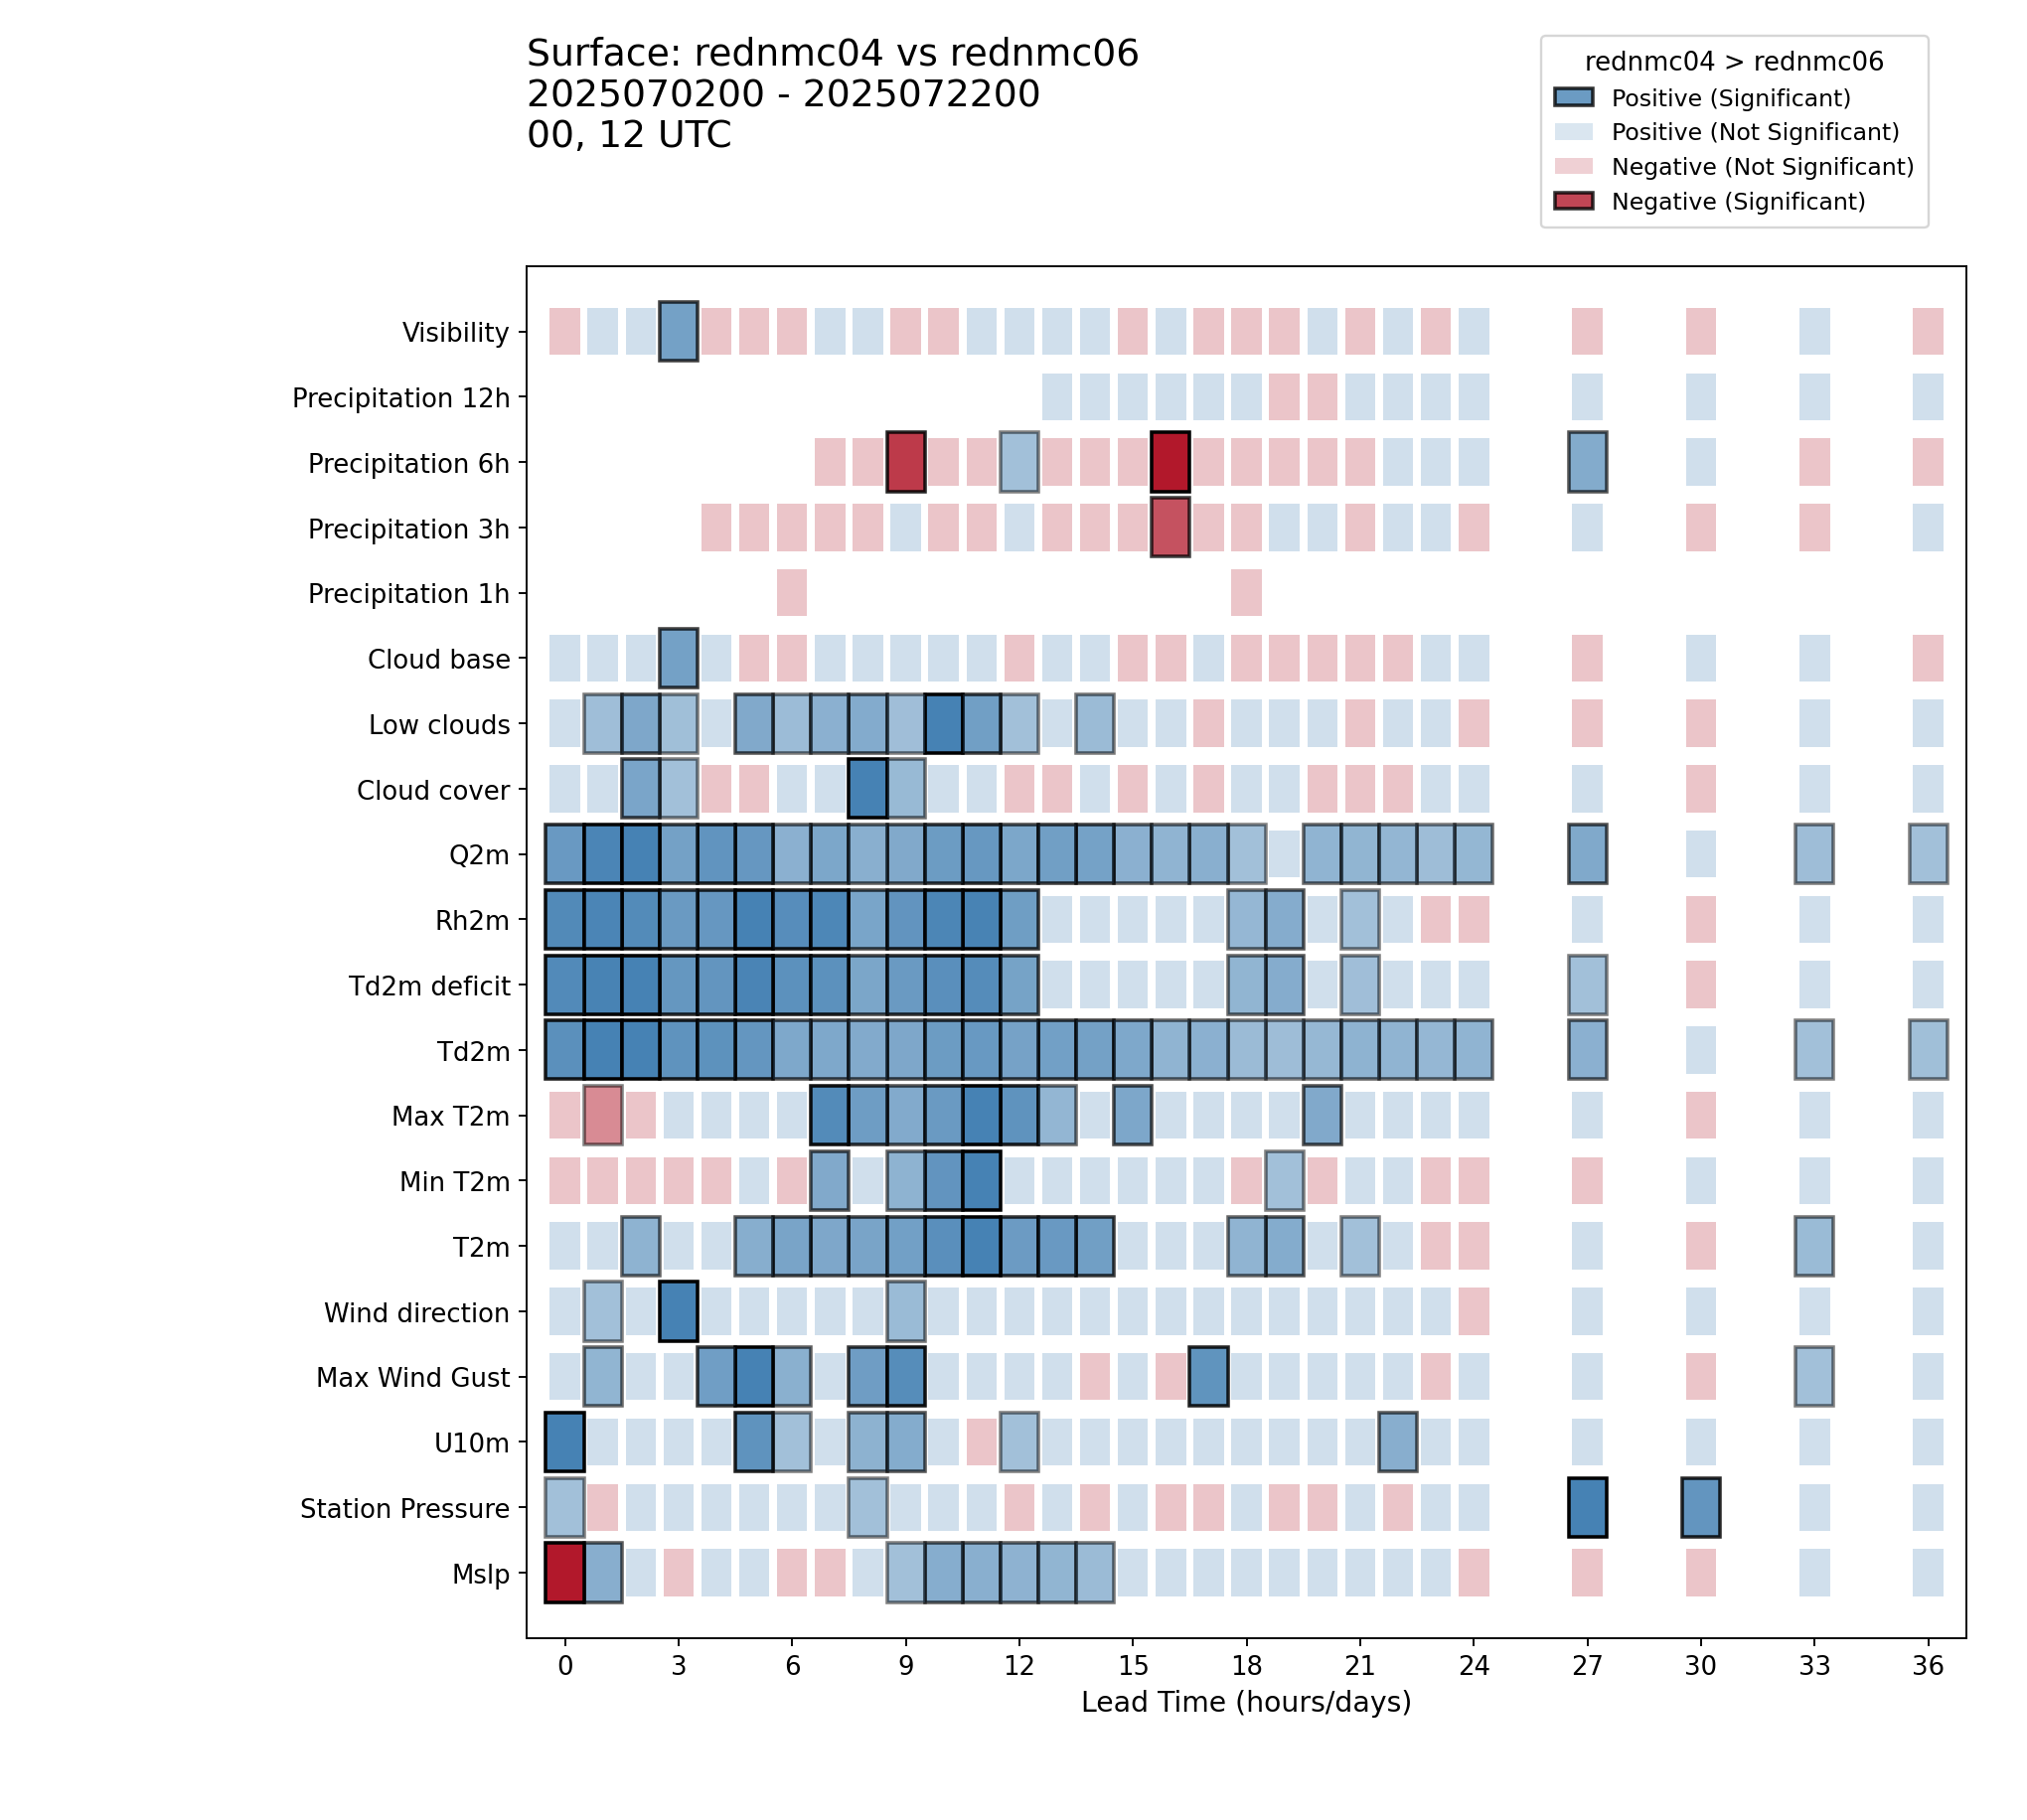 Surface: rednmc04 vs rednmc06
2025070200 - 2025072200
00, 12 UTC
rednmc04 > rednmc06
Positive (Significant)
Positive (Not Significant)
Negative (Not Significant)
Negative (Significant)
Visibility
Precipitation 12h
Precipitation 6h
Precipitation 3h
Precipitation 1h
Cloud base
Low clouds
Cloud cover
Q2m
Rh2m
Td2m deficit
Td2m
Max T2m
Min T2m
T2m
Wind direction
Max Wind Gust
U10m
Station Pressure
Mslp
0 3 6 9 12 15 18 21 24 27 30 33 36
Lead Time (hours/days)